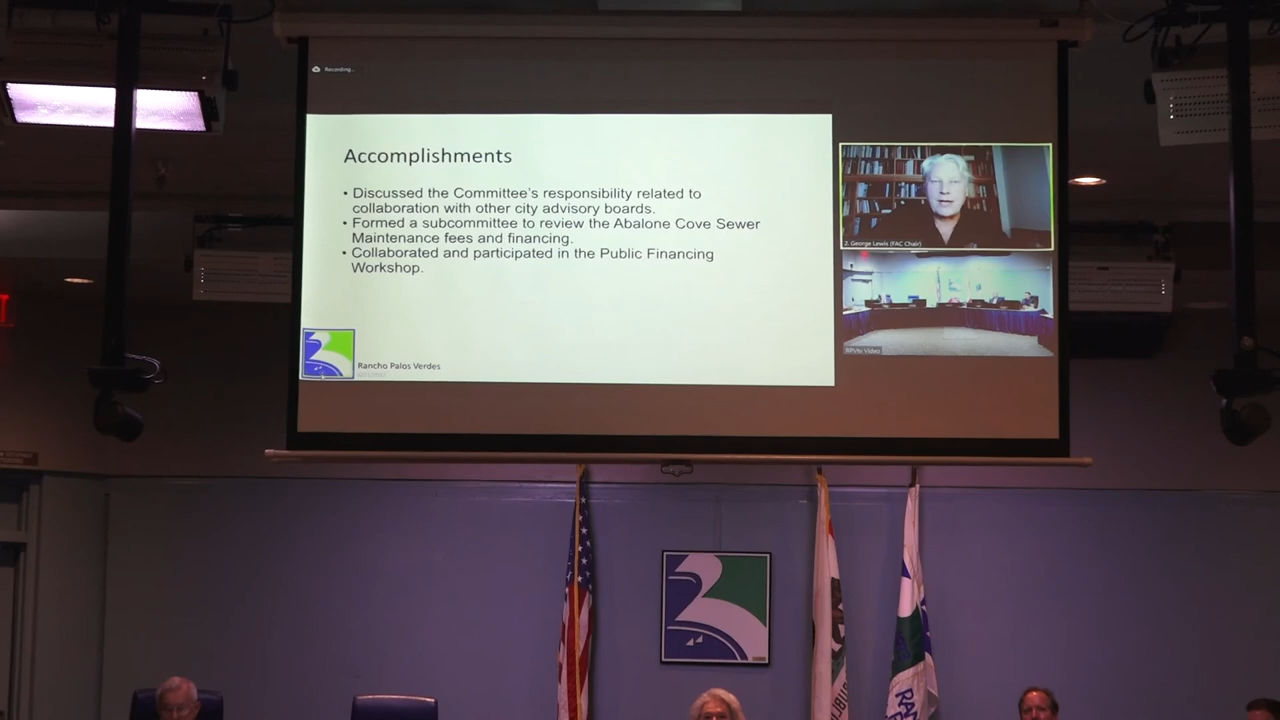 Recording...
Accomplishments
• Discussed the Committee's responsibility related to
collaboration with other city advisory boards.
• Formed a subcommittee to review the Abalone Cove Sewer
Maintenance fees and financing.
• Collaborated and participated in the Public Financing
Workshop.
Rancho Palos Verdes
Z. George Lewis (FAC Chair)
RPVtv Video